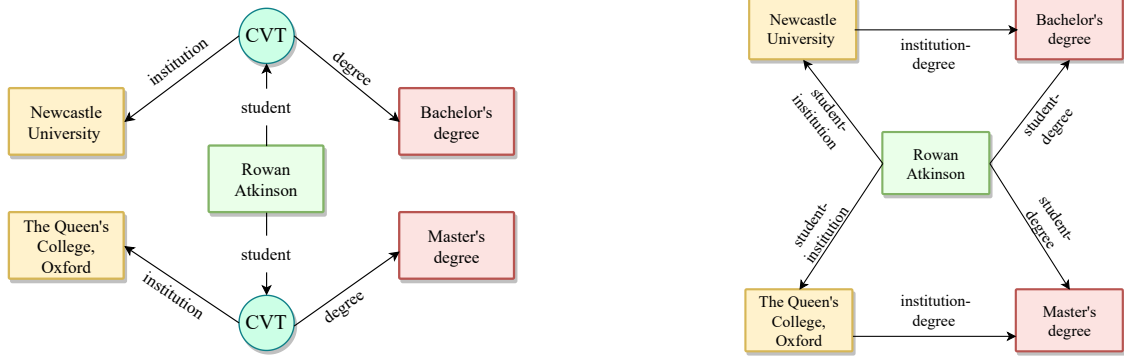 CVT
institution
degree
Newcastle
University
student
Bachelor's
degree
Rowan
Atkinson
The Queen's
College,
Oxford
student
Master's
degree
institution
degree
CVT
Newcastle
University
institution-
degree
Bachelor's
degree
student-
institution
student-
degree
Rowan
Atkinson
student-
institution
student-
degree
The Queen's
College,
Oxford
institution-
degree
Master's
degree